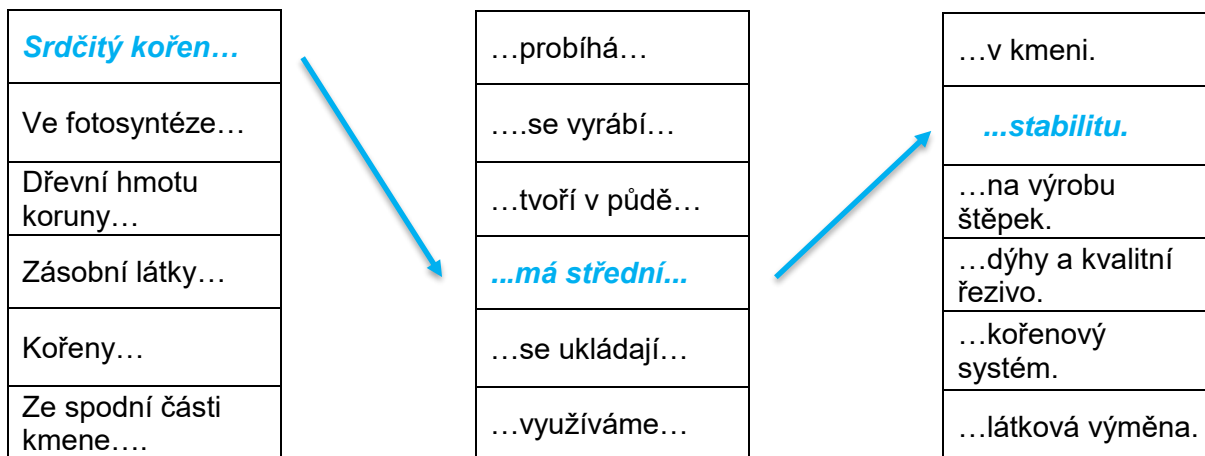 Srdčitý kořen…
Ve fotosyntéze…
Dřevní hmotu
koruny…
Zásobní látky…
Kořeny…
Ze spodní části
kmene….
…probíhá…
….se vyrábí…
…tvoří v půdě…
...má střední...
…se ukládají…
…využíváme…
…v kmeni.
...stabilitu.
…na výrobu
štěpek.
…dýhy a kvalitní
řezivo.
…kořenový
systém.
…látková výměna.